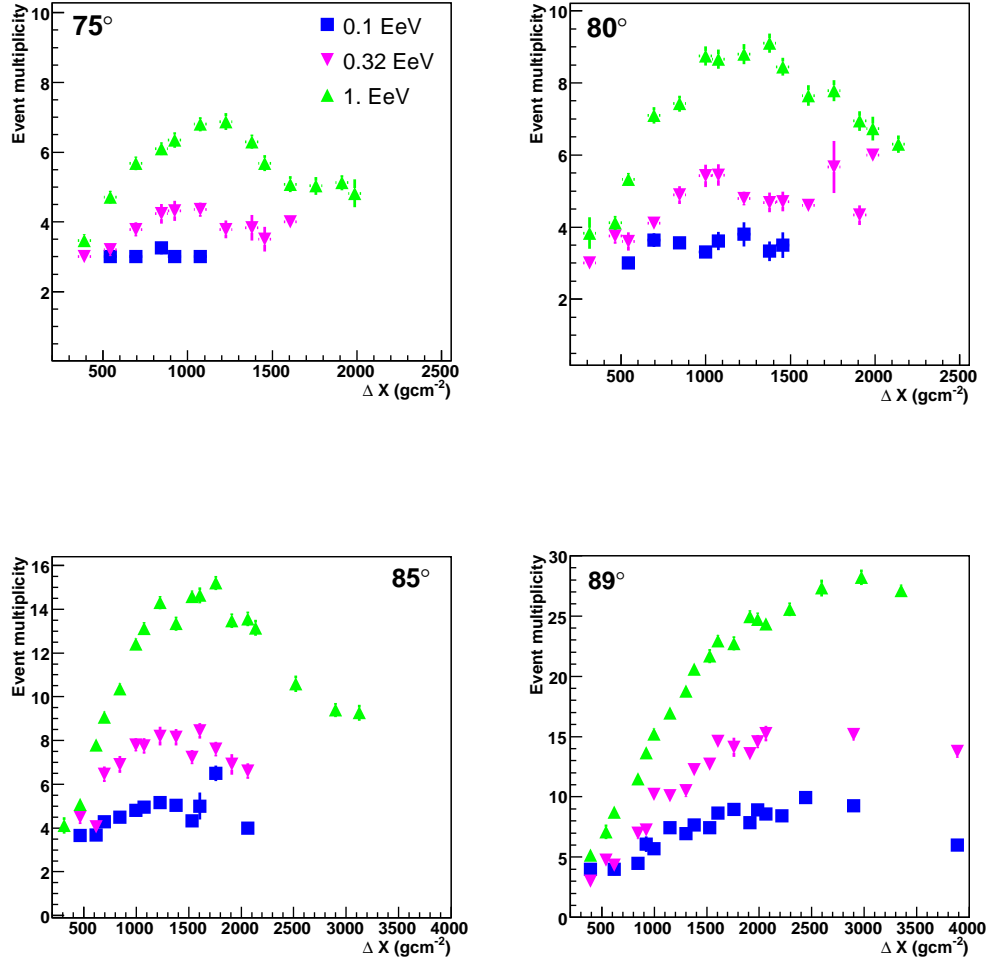 75°
0.1 EeV
0.32 EeV
1. EeV
Event multiplicity
10
8
6
4
2
500 1000 1500 2000 2500
Δ X (gcm-2)
80°
Event multiplicity
10
8
6
4
2
500 1000 1500 2000 2500
Δ X (gcm-2)
85°
Event multiplicity
16
14
12
10
8
6
4
2
0
500 1000 1500 2000 2500 3000 3500 4000
Δ X (gcm-2)
89°
Event multiplicity
30
25
20
15
10
5
0
500 1000 1500 2000 2500 3000 3500 4000
Δ X (gcm-2)